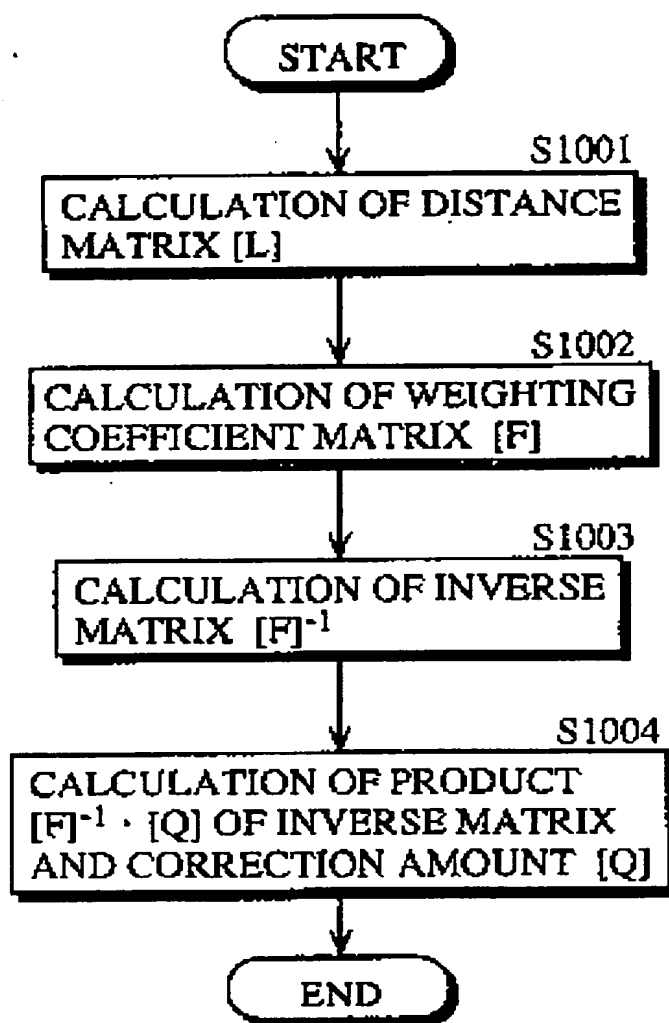 START
S1001
CALCULATION OF DISTANCE
MATRIX [L]
S1002
CALCULATION OF WEIGHTING
COEFFICIENT MATRIX [F]
S1003
CALCULATION OF INVERSE
MATRIX [F]⁻¹
S1004
CALCULATION OF PRODUCT
[F]⁻¹ · [Q] OF INVERSE MATRIX
AND CORRECTION AMOUNT [Q]
END